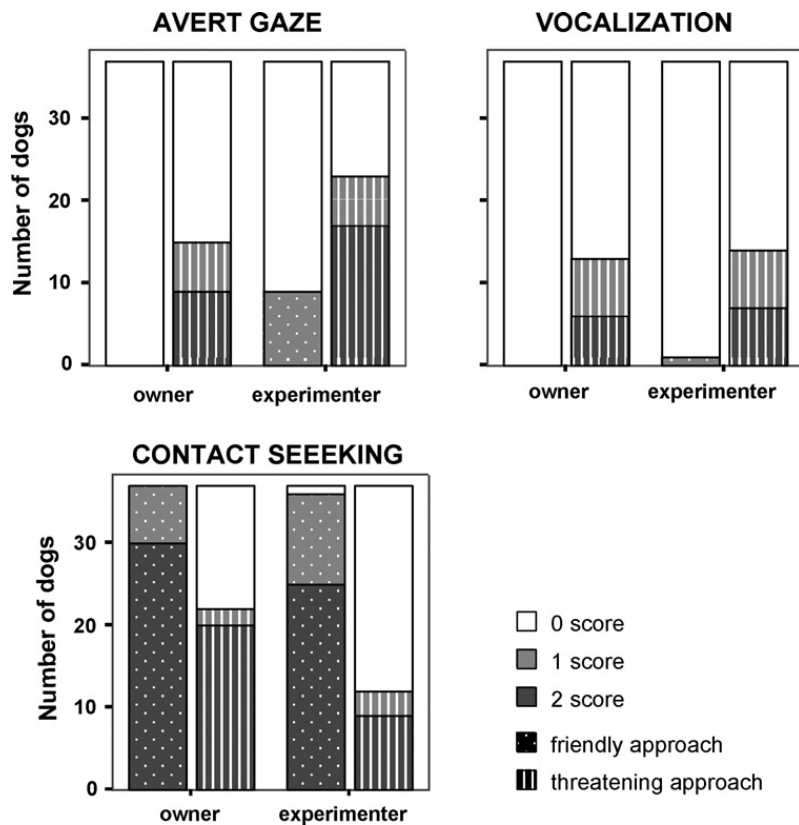 AVERT GAZE
VOCALIZATION
Number of dogs
30
20
10
0
owner
experimenter
owner
experimenter
CONTACT SEEEKING
Number of dogs
30
20
10
0
owner
experimenter
0 score
1 score
2 score
friendly approach
threatening approach